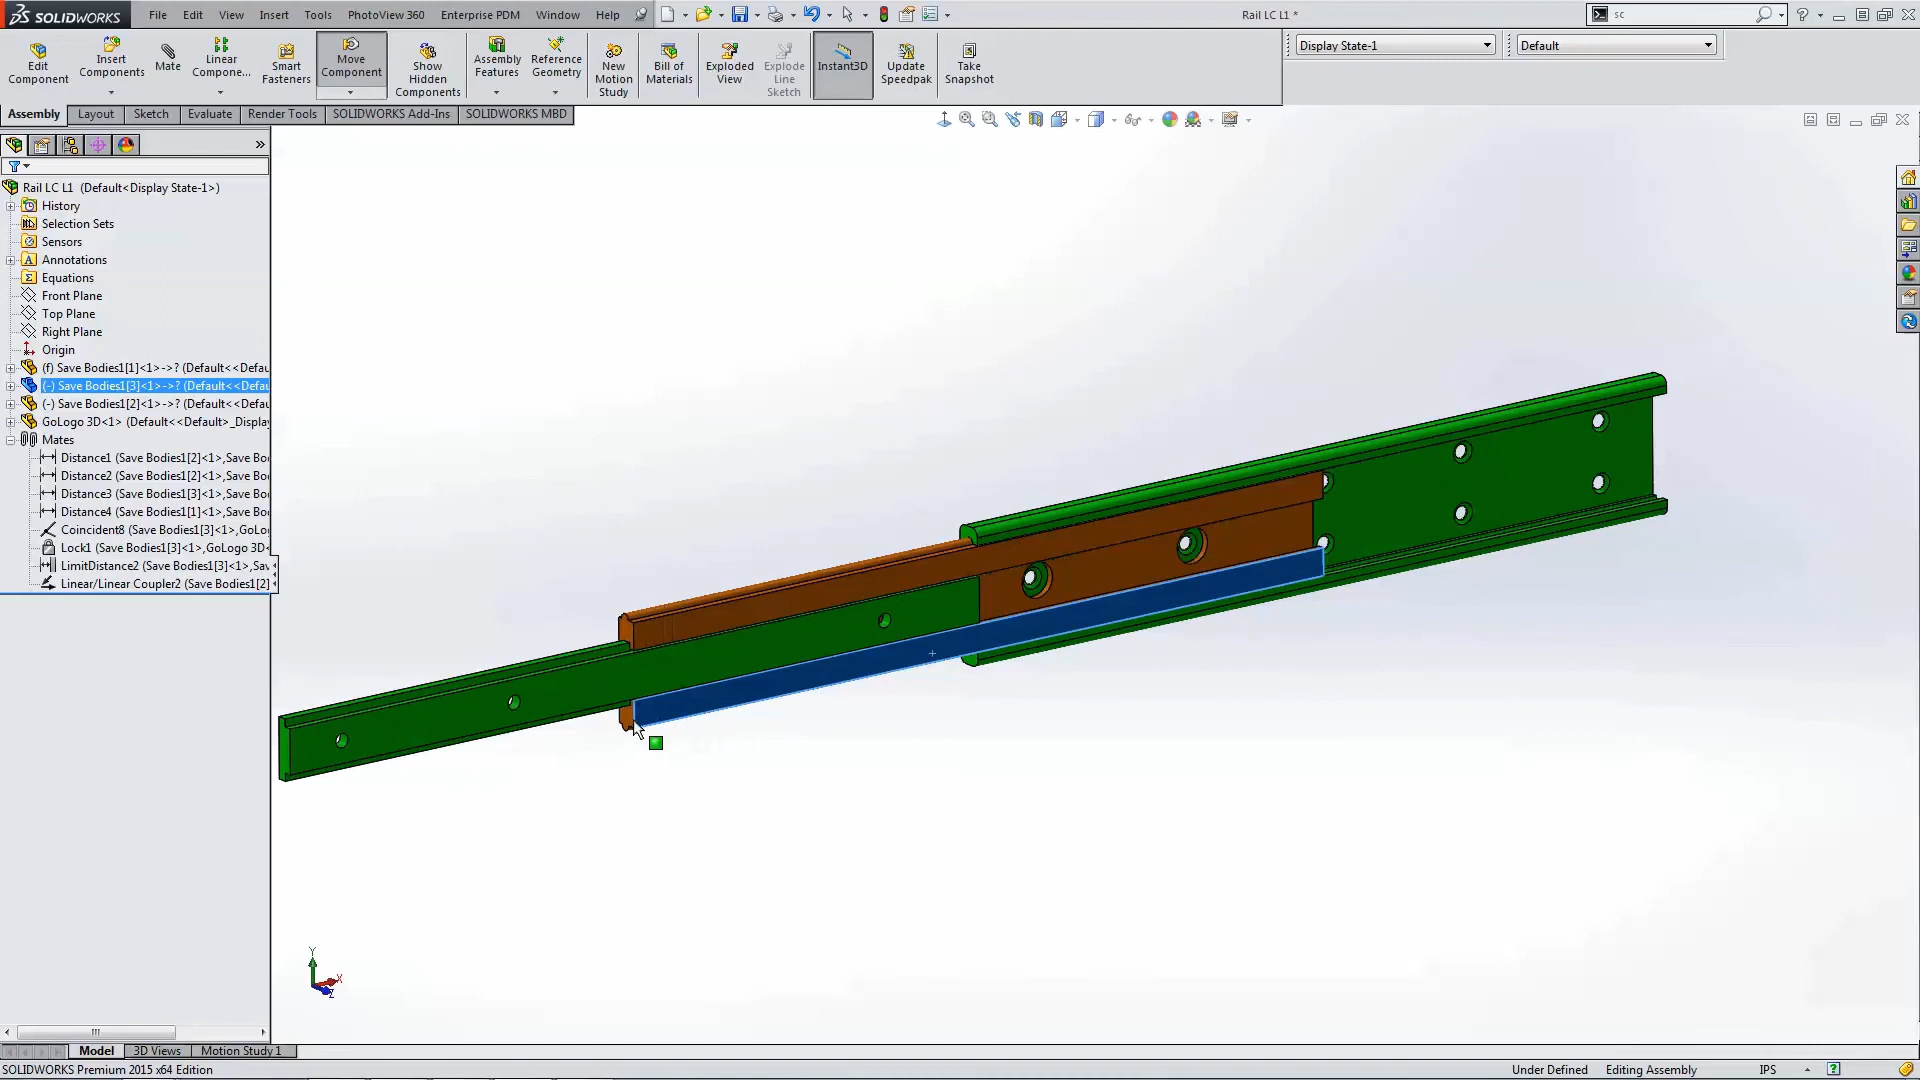 SOLIDWORKS File Edit View Insert Tools PhotoView 360 Enterprise PDM Window Help Rail LC L1 * sc
Edit Component
Insert Components
Mate
Linear Compone...
Smart Fasteners
Move Component
Show Hidden Components
Assembly Features
Reference Geometry
New Motion Study
Bill of Materials
Exploded View
Explode Line Sketch
Instant3D
Update Speedpak
Take Snapshot
Display State-1
Default
Assembly Layout Sketch Evaluate Render Tools SOLIDWORKS Add-Ins SOLIDWORKS MBD
Rail LC L1 (Default<Display State-1>)
History
Selection Sets
Sensors
Annotations
Equations
Front Plane
Top Plane
Right Plane
Origin
(f) Save Bodies1[1]<1>->? (Default<<Defau
(-) Save Bodies1[3]<1>->? (Default<<Defau
(-) Save Bodies1[2]<1>->? (Default<<Defau
GoLogo 3D<1> (Default<<Default>_Display
Mates
Distance1 (Save Bodies1[2]<1>,Save Bo
Distance2 (Save Bodies1[2]<1>,Save Bo
Distance3 (Save Bodies1[3]<1>,Save Bo
Distance4 (Save Bodies1[1]<1>,Save Bo
Coincident8 (Save Bodies1[3]<1>,GoLo
Lock1 (Save Bodies1[3]<1>,GoLogo 3D<
LimitDistance2 (Save Bodies1[3]<1>,Sav
Linear/Linear Coupler2 (Save Bodies1[2]
Y
X
Z
Model 3D Views Motion Study 1
SOLIDWORKS Premium 2015 x64 Edition Under Defined Editing Assembly IPS